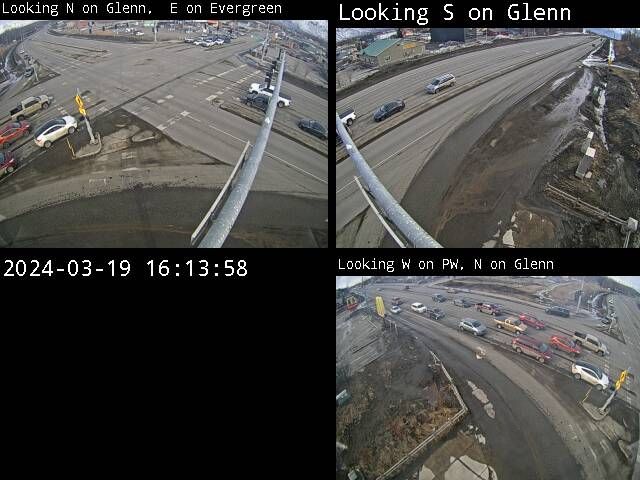 Looking N on Glenn,  E on Evergreen
Looking S on Glenn
2024-03-19 16:13:58
Looking W on PW, N on Glenn